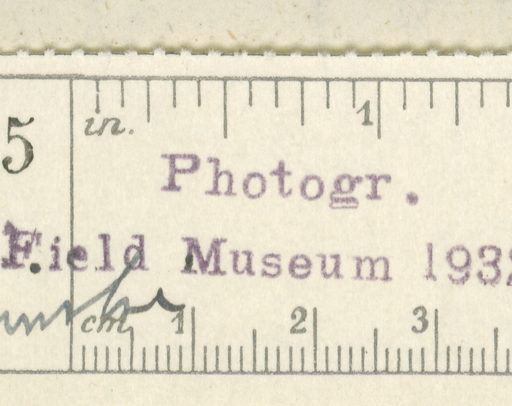 5
in.
1
Photogr.
Field Museum 193
cm
1 2 3